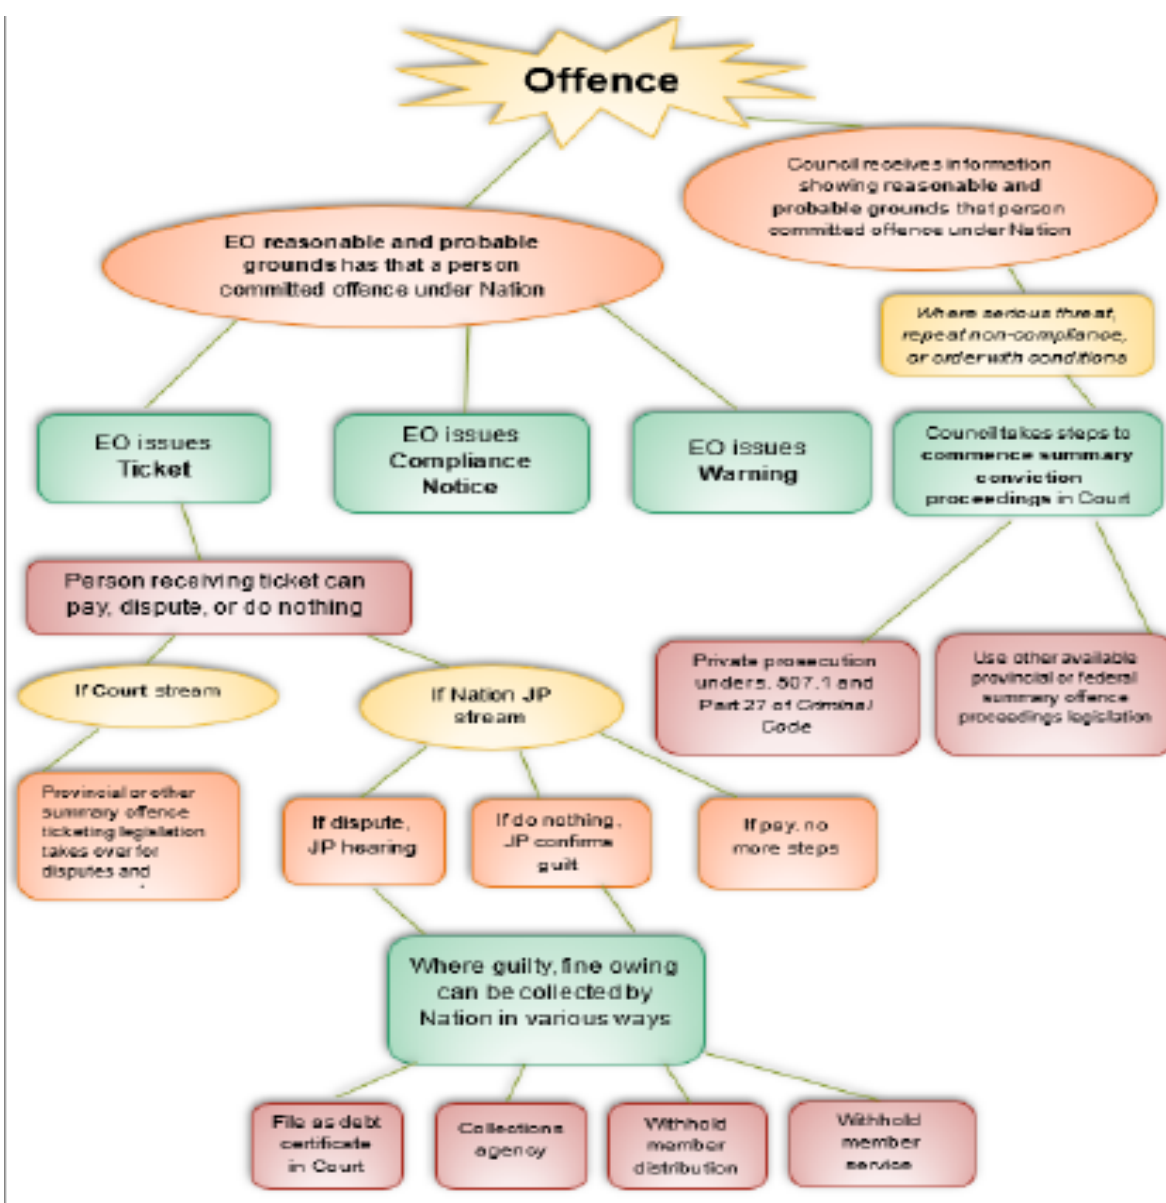 Offence
Council receives information
showing reasonable and
probable grounds that person
committed offence under Nation
EO reasonable and probable
grounds has that a person
committed offence under Nation
Where serious threat,
repeat non-compliance,
or order with conditions
EO issues
Ticket
EO issues
Compliance
Notice
EO issues
Warning
Council takes steps to
commence summary
conviction
proceedings in Court
Person receiving ticket can
pay, dispute, or do nothing
Private prosecution
under s. 507.1 and
Part 27 of Criminal
Code
Use other available
provincial or federal
summary offence
proceedings legislation
If Court stream
If Nation JP
stream
Provincial or other
summary offence
ticketing legislation
takes over for
disputes and
If dispute,
JP hearing
If do nothing,
JP confirms
guilt
If pay, no
more steps
Where guilty, fine owing
can be collected by
Nation in various ways
File as debt
certificate
in Court
Collections
agency
Withhold
member
distribution
Withhold
member
service